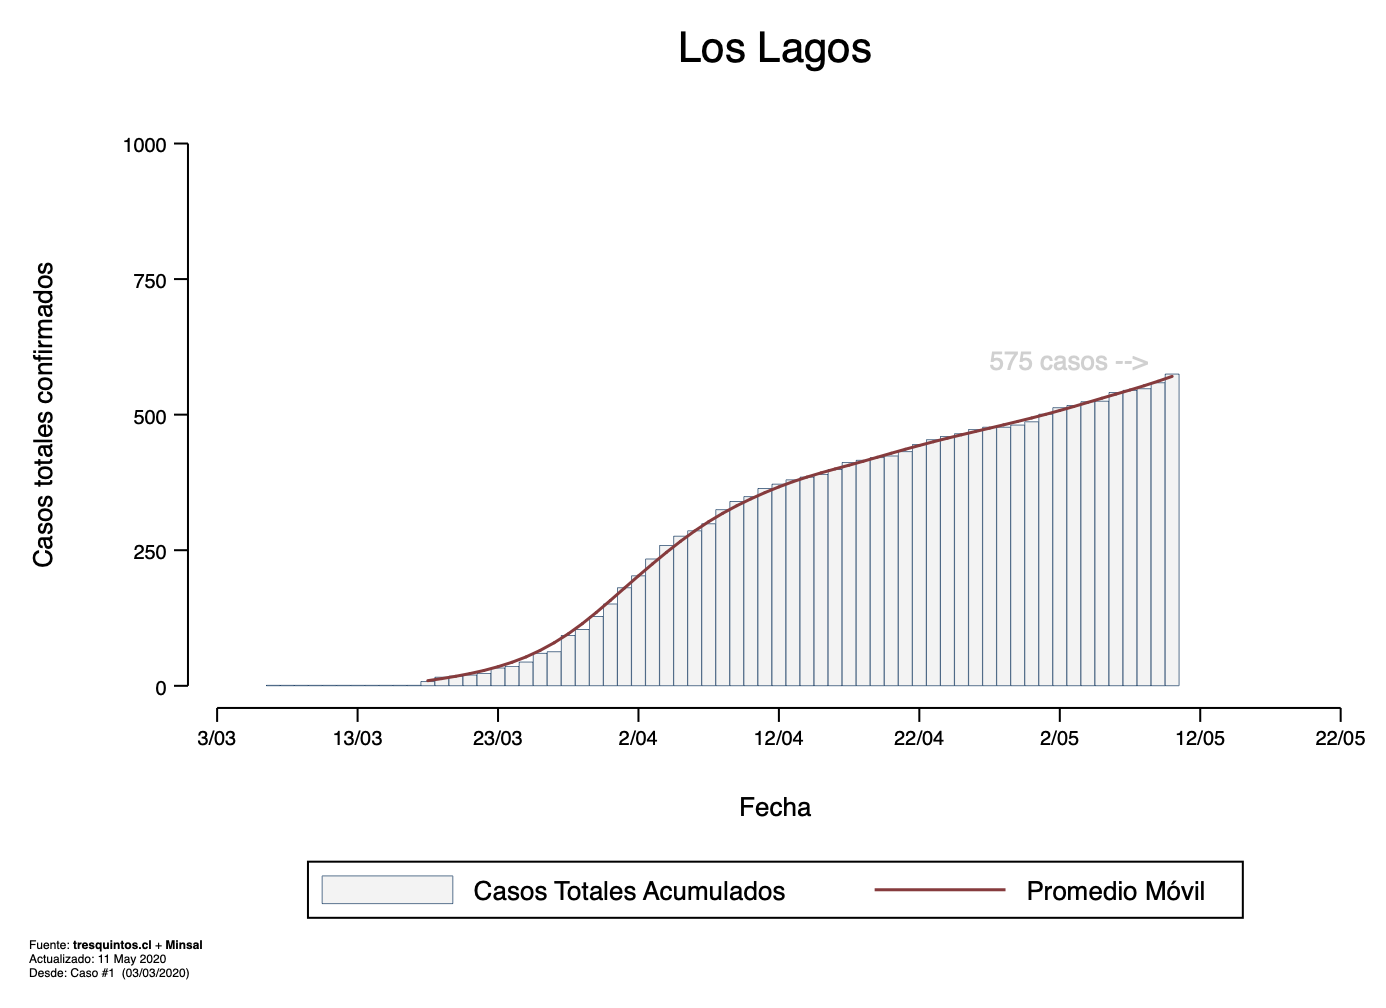 Los Lagos
1000
750
500
250
0
Casos totales confirmados
575 casos -->
3/03 13/03 23/03 2/04 12/04 22/04 2/05 12/05 22/05
Fecha
Casos Totales Acumulados Promedio Móvil
Fuente: tresquintos.cl + Minsal
Actualizado: 11 May 2020
Desde: Caso #1 (03/03/2020)